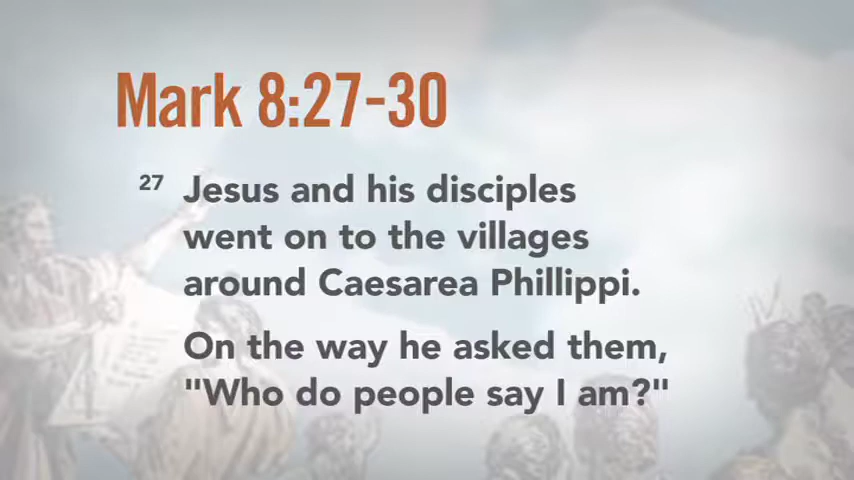 Mark 8:27-30
27 Jesus and his disciples
went on to the villages
around Caesarea Phillippi.
On the way he asked them,
"Who do people say I am?"